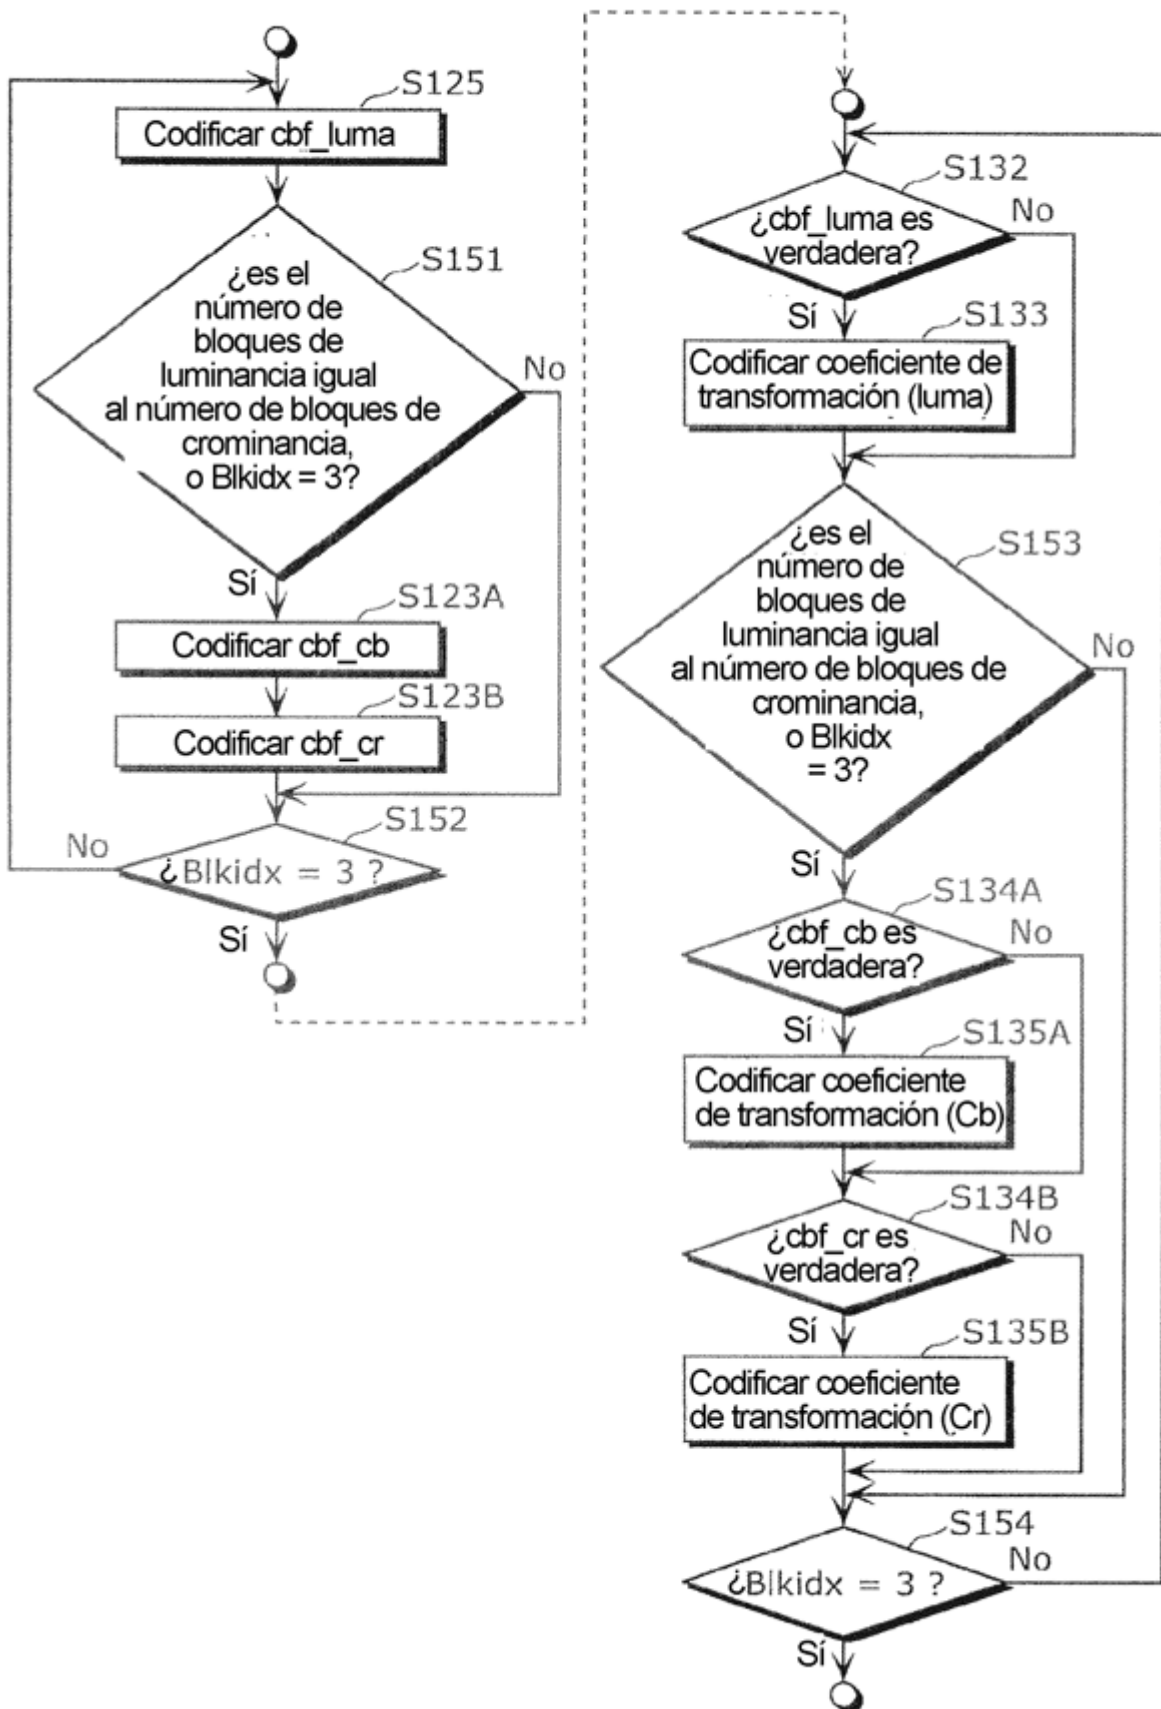 S125
Codificar cbf_luma
S151
¿es el
número de
bloques de
luminancia igual
al número de bloques de
crominancia,
o Blkidx = 3?
No
Sí
S123A
Codificar cbf_cb
S123B
Codificar cbf_cr
S152
No
¿Blkidx = 3 ?
Sí
S132
¿cbf_luma es
verdadera?
No
Sí
S133
Codificar coeficiente de
transformación (luma)
S153
¿es el
número de
bloques de
luminancia igual
al número de bloques de
crominancia,
o Blkidx
= 3?
No
Sí
S134A
¿cbf_cb es
verdadera?
No
Sí
S135A
Codificar coeficiente
de transformación (Cb)
S134B
¿cbf_cr es
verdadera?
No
Sí
S135B
Codificar coeficiente
de transformación (Cr)
S154
¿Blkidx = 3 ?
No
Sí